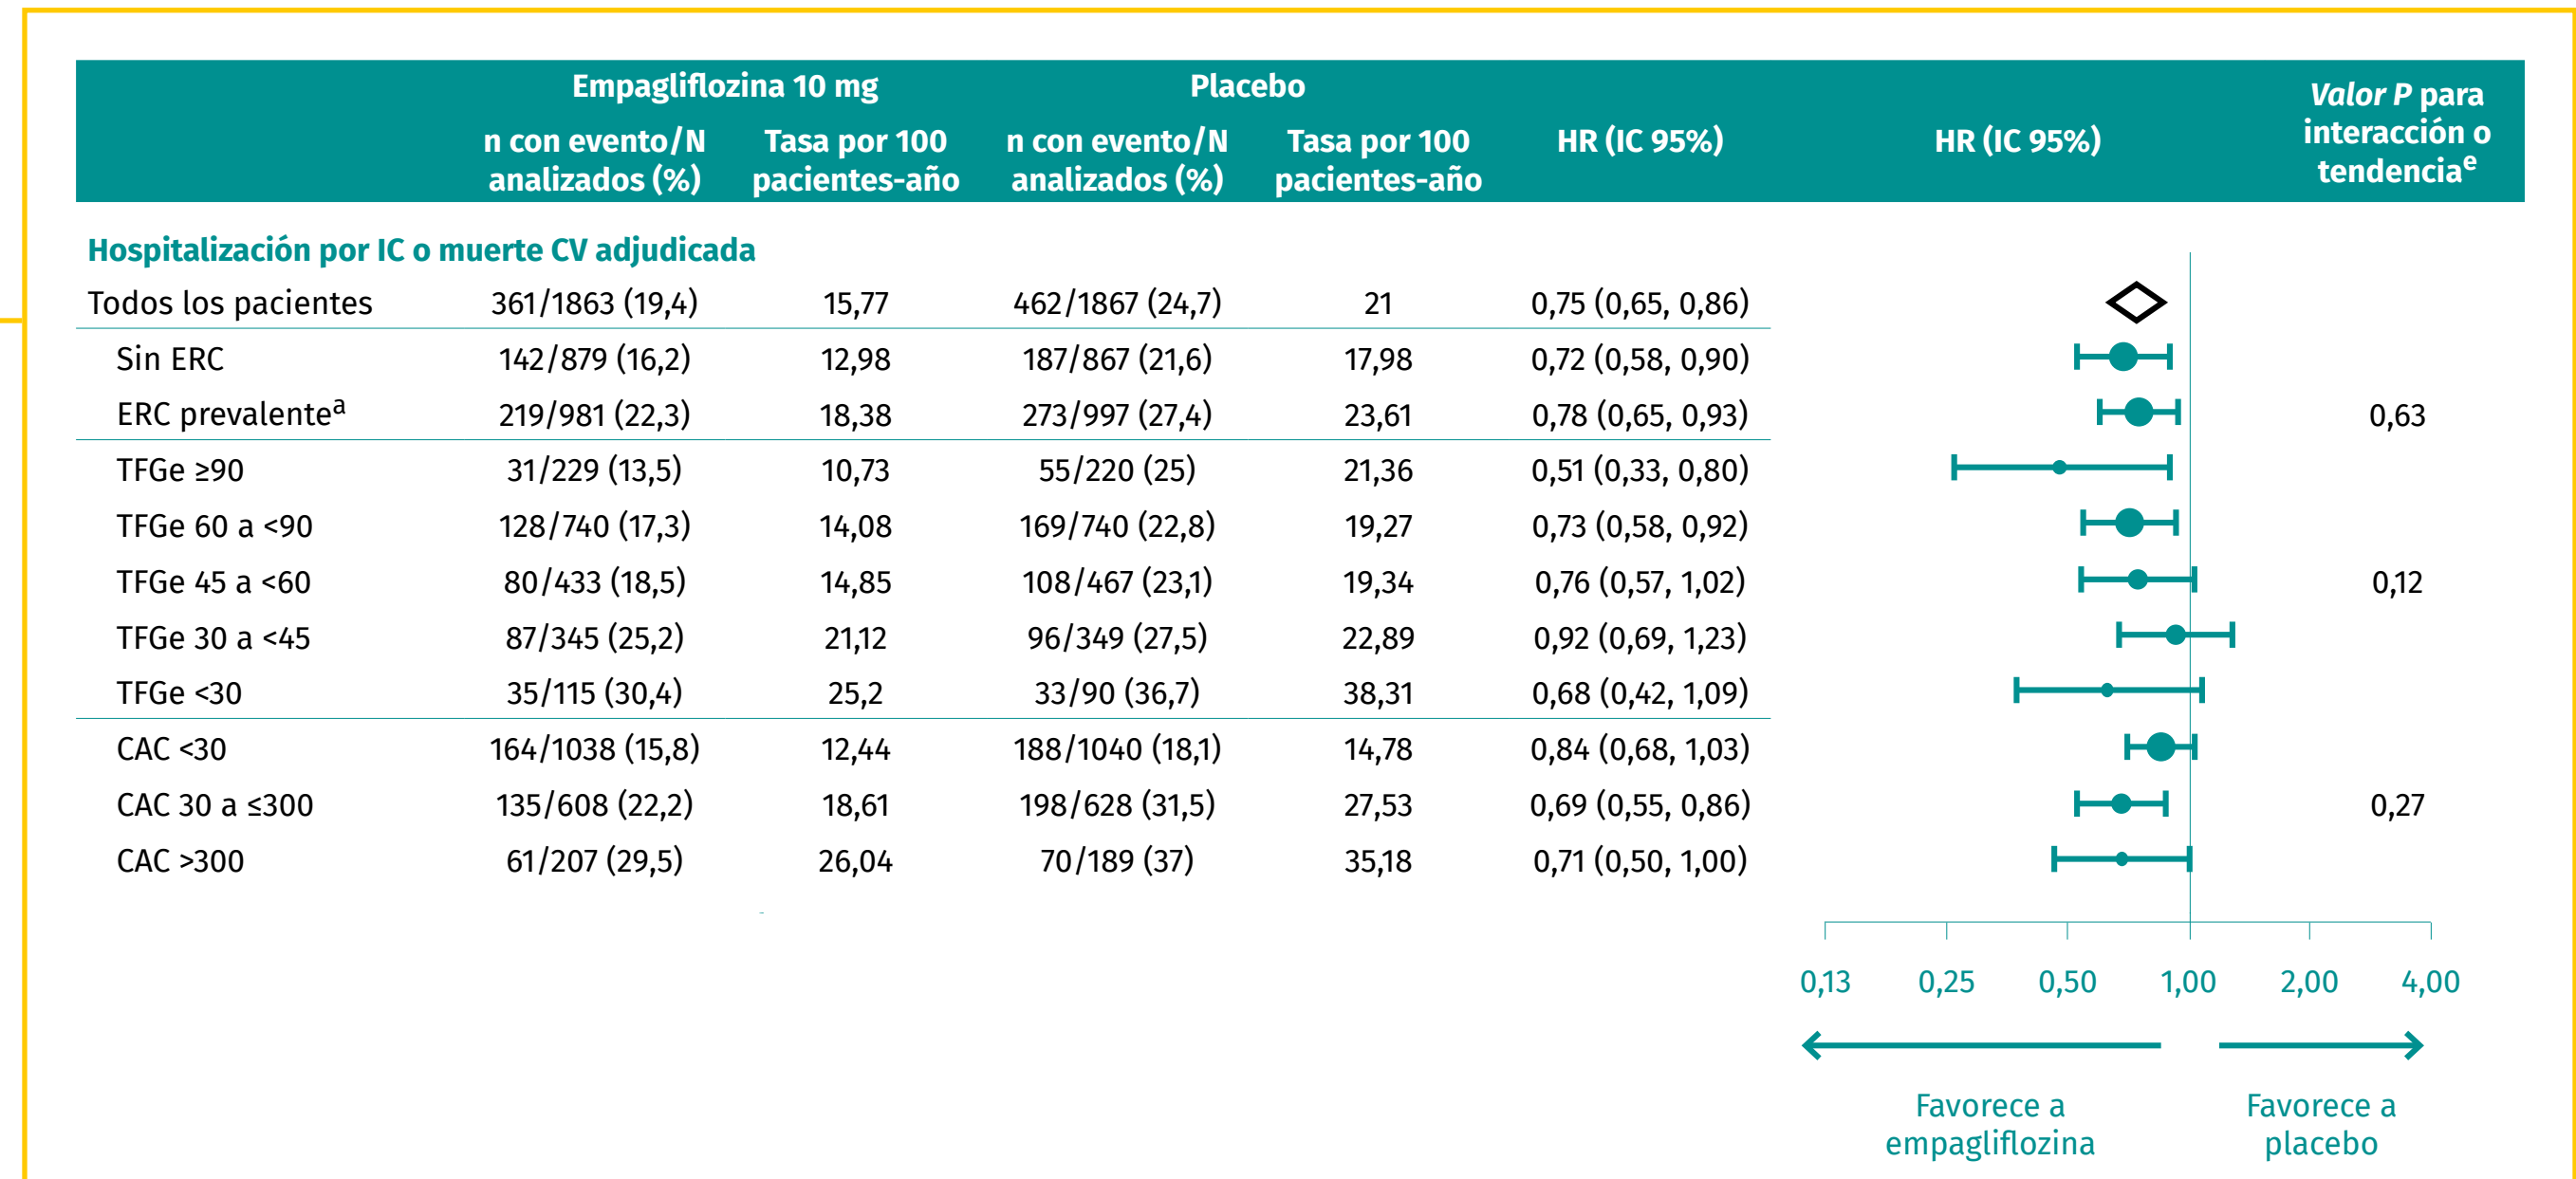 Empagliflozina 10 mg Placebo
n con evento/N analizados (%) Tasa por 100 pacientes-año n con evento/N analizados (%) Tasa por 100 pacientes-año HR (IC 95%) HR (IC 95%) Valor P para interacción o tendenciaᵉ
Hospitalización por IC o muerte CV adjudicada
Todos los pacientes 361/1863 (19,4) 15,77 462/1867 (24,7) 21 0,75 (0,65, 0,86)
Sin ERC 142/879 (16,2) 12,98 187/867 (21,6) 17,98 0,72 (0,58, 0,90)
ERC prevalenteᵃ 219/981 (22,3) 18,38 273/997 (27,4) 23,61 0,78 (0,65, 0,93) 0,63
TFGe ≥90 31/229 (13,5) 10,73 55/220 (25) 21,36 0,51 (0,33, 0,80)
TFGe 60 a <90 128/740 (17,3) 14,08 169/740 (22,8) 19,27 0,73 (0,58, 0,92)
TFGe 45 a <60 80/433 (18,5) 14,85 108/467 (23,1) 19,34 0,76 (0,57, 1,02) 0,12
TFGe 30 a <45 87/345 (25,2) 21,12 96/349 (27,5) 22,89 0,92 (0,69, 1,23)
TFGe <30 35/115 (30,4) 25,2 33/90 (36,7) 38,31 0,68 (0,42, 1,09)
CAC <30 164/1038 (15,8) 12,44 188/1040 (18,1) 14,78 0,84 (0,68, 1,03)
CAC 30 a ≤300 135/608 (22,2) 18,61 198/628 (31,5) 27,53 0,69 (0,55, 0,86) 0,27
CAC >300 61/207 (29,5) 26,04 70/189 (37) 35,18 0,71 (0,50, 1,00)
0,13 0,25 0,50 1,00 2,00 4,00
Favorece a empagliflozina Favorece a placebo